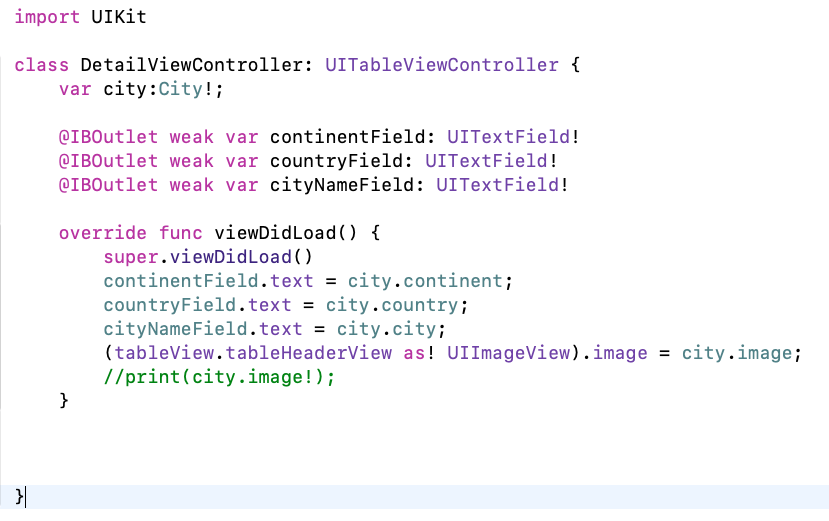 import UIKit
class DetailViewController: UITableViewController {
var city:City!;
@IBOutlet weak var continentField: UITextField!
@IBOutlet weak var countryField: UITextField!
@IBOutlet weak var cityNameField: UITextField!
override func viewDidLoad() {
super.viewDidLoad()
continentField.text = city.continent;
countryField.text = city.country;
cityNameField.text = city.city;
(tableView.tableHeaderView as! UIImageView).image = city.image;
//print(city.image!);
}
}